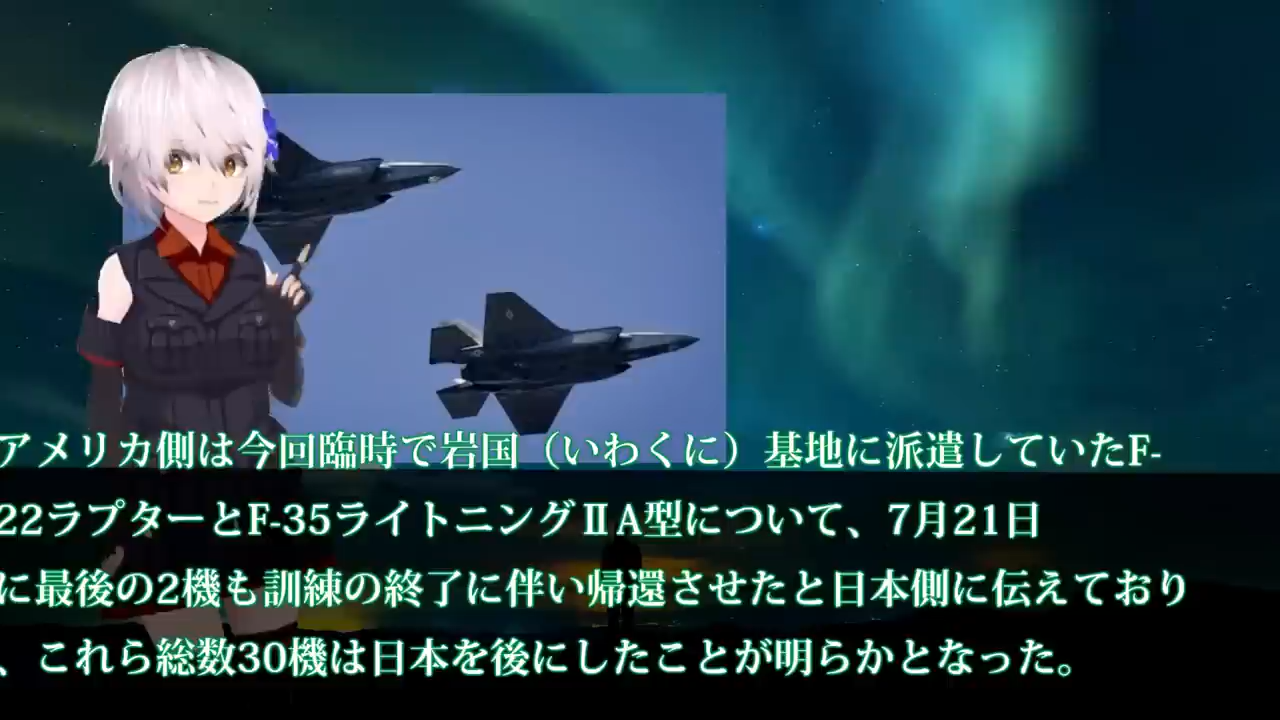 アメリカ側は今回臨時で岩国（いわくに）基地に派遣していたF-
22ラプターとF-35ライトニングⅡA型について、7月21日
に最後の2機も訓練の終了に伴い帰還させたと日本側に伝えており
、これら総数30機は日本を後にしたことが明らかとなった。